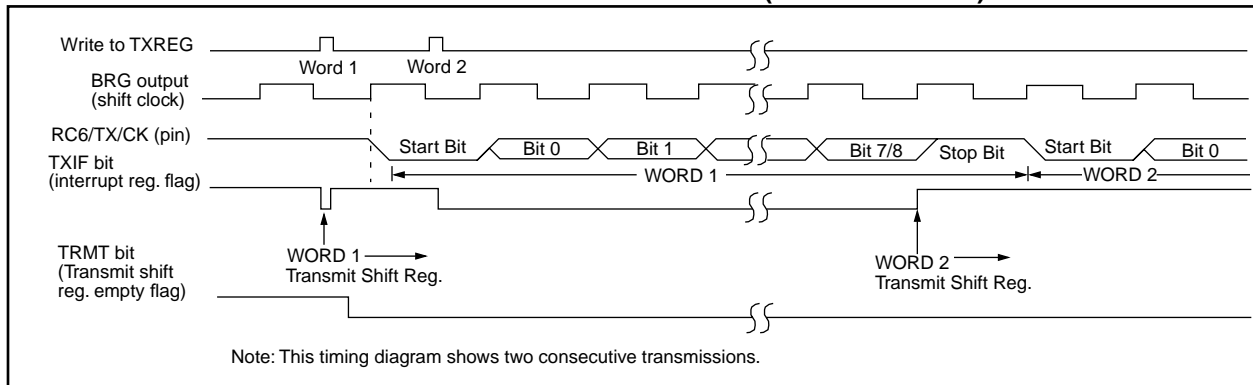 Write to TXREG
Word 1
Word 2
BRG output
(shift clock)
RC6/TX/CK (pin)
Start Bit
Bit 0
Bit 1
Bit 7/8
Stop Bit
Start Bit
Bit 0
TXIF bit
(interrupt reg. flag)
WORD 1
WORD 2
TRMT bit
(Transmit shift
reg. empty flag)
WORD 1
Transmit Shift Reg.
WORD 2
Transmit Shift Reg.
Note: This timing diagram shows two consecutive transmissions.